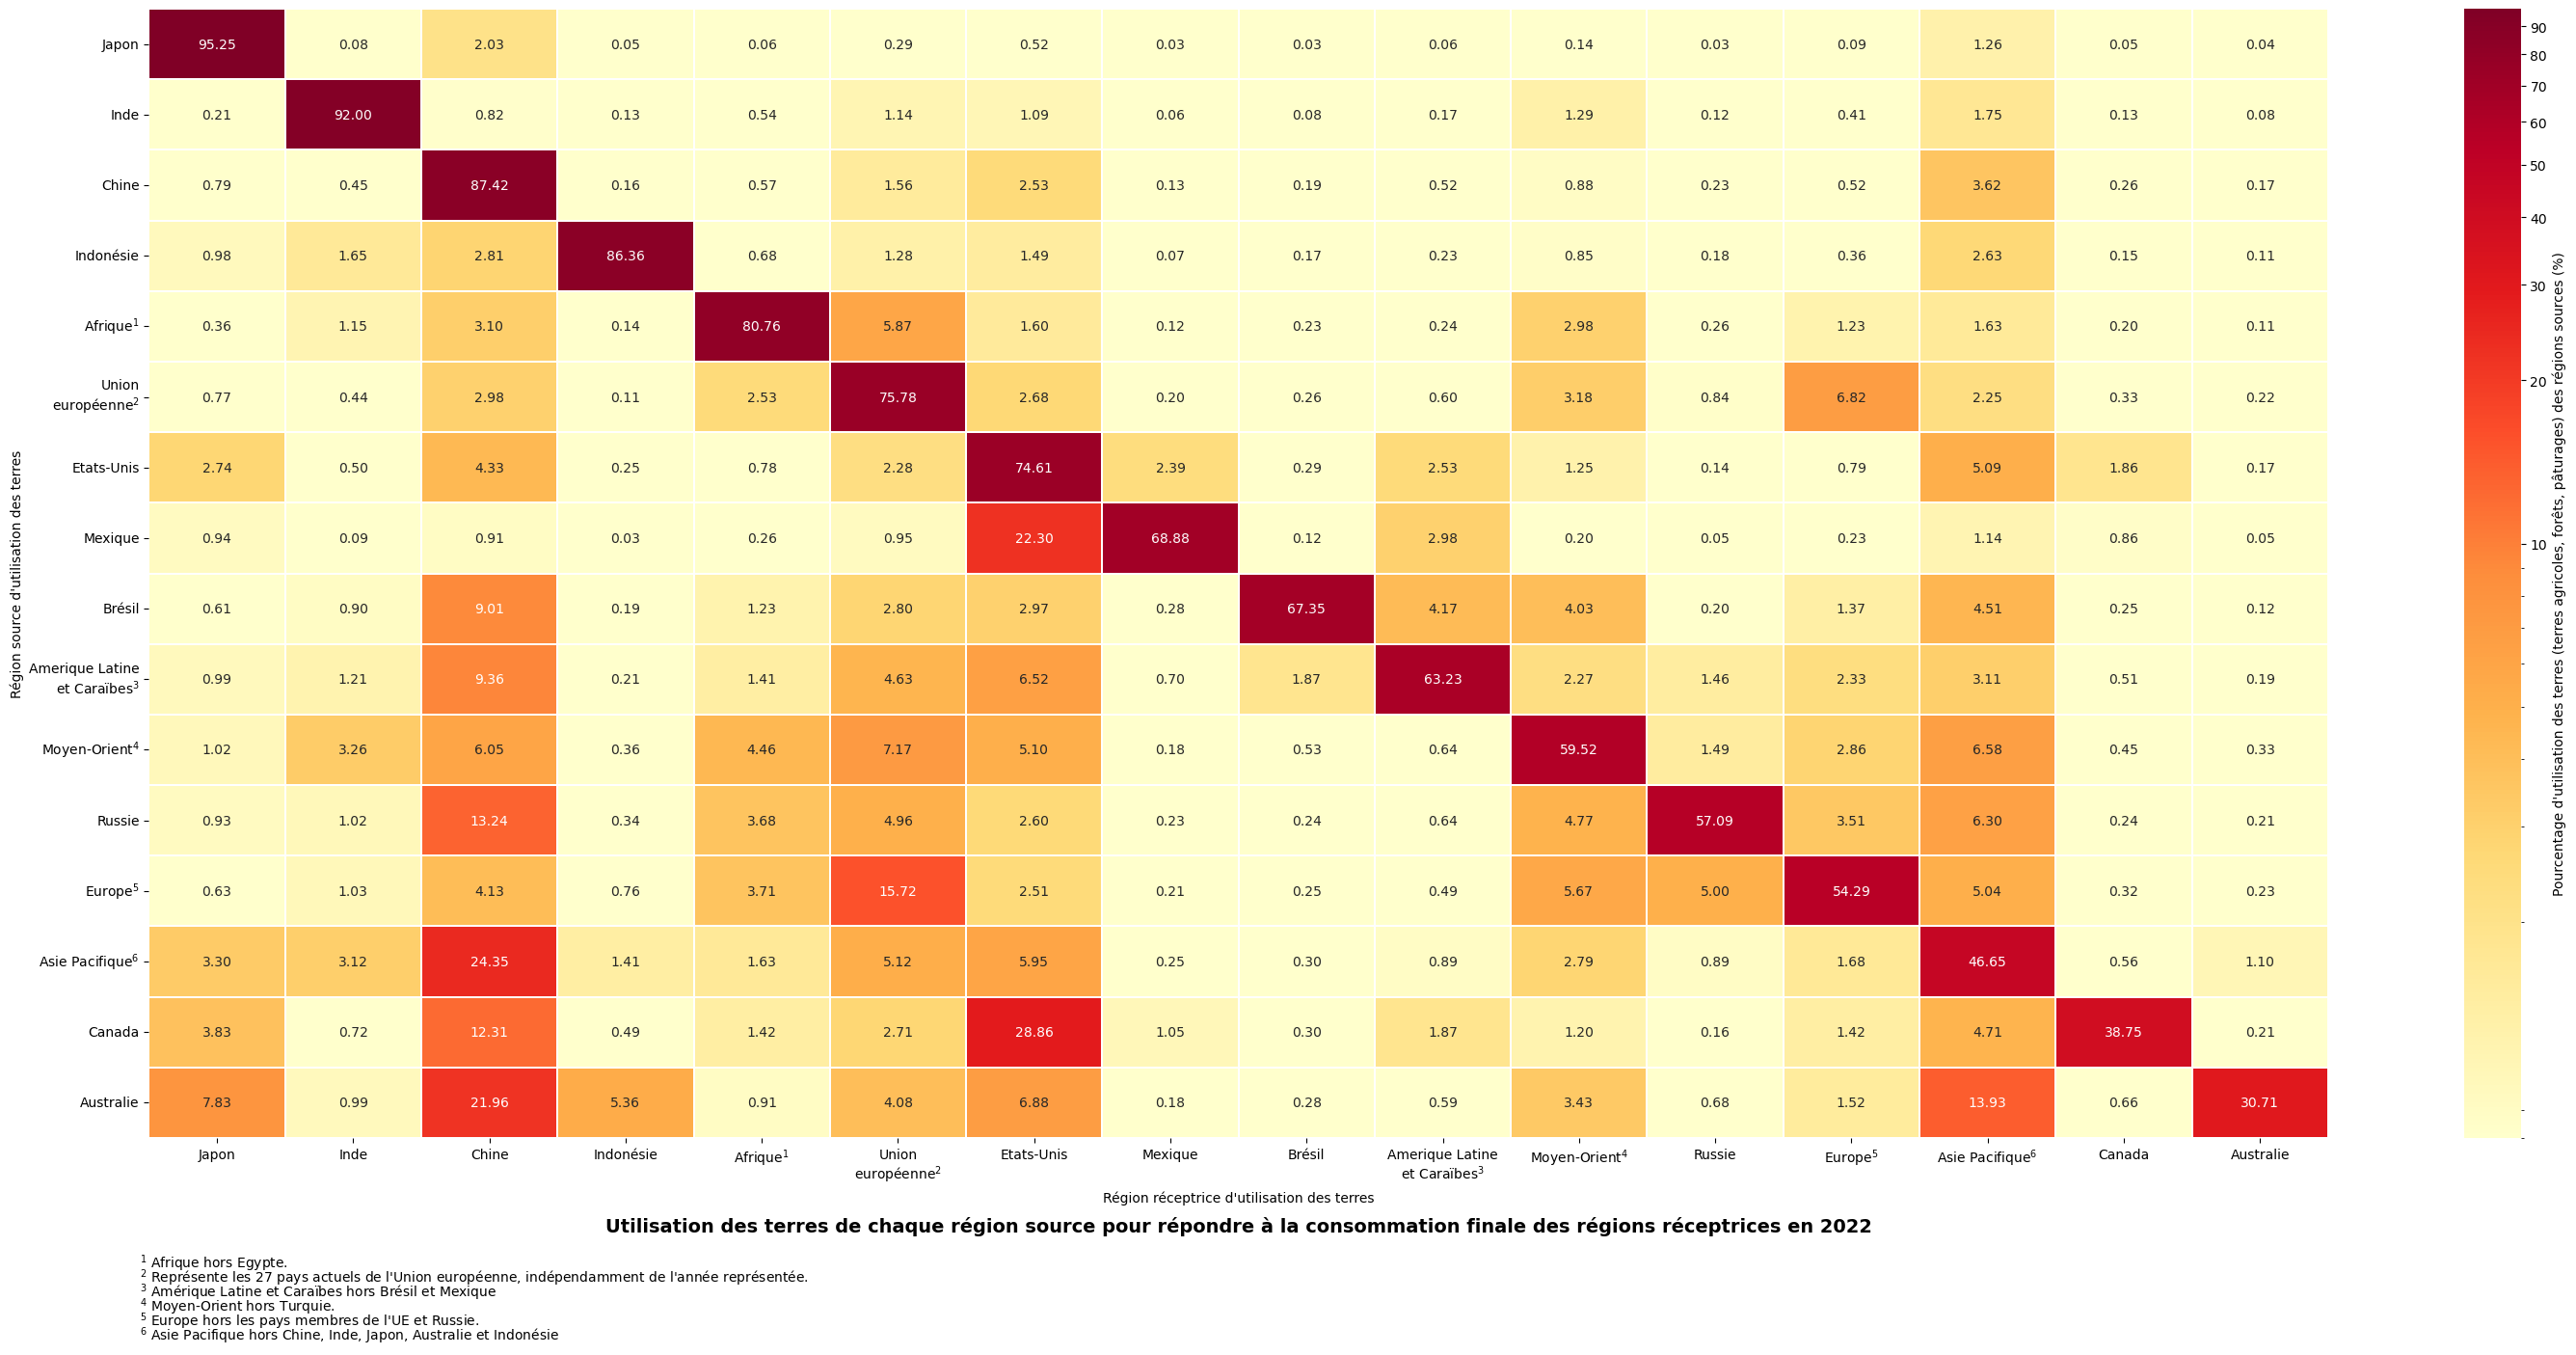 Japon 95.25 0.08 2.03 0.05 0.06 0.29 0.52 0.03 0.03 0.06 0.14 0.03 0.09 1.26 0.05 0.04
Inde 0.21 92.00 0.82 0.13 0.54 1.14 1.09 0.06 0.08 0.17 1.29 0.12 0.41 1.75 0.13 0.08
Chine 0.79 0.45 87.42 0.16 0.57 1.56 2.53 0.13 0.19 0.52 0.88 0.23 0.52 3.62 0.26 0.17
Indonésie 0.98 1.65 2.81 86.36 0.68 1.28 1.49 0.07 0.17 0.23 0.85 0.18 0.36 2.63 0.15 0.11
Afrique¹ 0.36 1.15 3.10 0.14 80.76 5.87 1.60 0.12 0.23 0.24 2.98 0.26 1.23 1.63 0.20 0.11
Union
européenne² 0.77 0.44 2.98 0.11 2.53 75.78 2.68 0.20 0.26 0.60 3.18 0.84 6.82 2.25 0.33 0.22
Etats-Unis 2.74 0.50 4.33 0.25 0.78 2.28 74.61 2.39 0.29 2.53 1.25 0.14 0.79 5.09 1.86 0.17
Mexique 0.94 0.09 0.91 0.03 0.26 0.95 22.30 68.88 0.12 2.98 0.20 0.05 0.23 1.14 0.86 0.05
Brésil 0.61 0.90 9.01 0.19 1.23 2.80 2.97 0.28 67.35 4.17 4.03 0.20 1.37 4.51 0.25 0.12
Amerique Latine
et Caraïbes³ 0.99 1.21 9.36 0.21 1.41 4.63 6.52 0.70 1.87 63.23 2.27 1.46 2.33 3.11 0.51 0.19
Moyen-Orient⁴ 1.02 3.26 6.05 0.36 4.46 7.17 5.10 0.18 0.53 0.64 59.52 1.49 2.86 6.58 0.45 0.33
Russie 0.93 1.02 13.24 0.34 3.68 4.96 2.60 0.23 0.24 0.64 4.77 57.09 3.51 6.30 0.24 0.21
Europe⁵ 0.63 1.03 4.13 0.76 3.71 15.72 2.51 0.21 0.25 0.49 5.67 5.00 54.29 5.04 0.32 0.23
Asie Pacifique⁶ 3.30 3.12 24.35 1.41 1.63 5.12 5.95 0.25 0.30 0.89 2.79 0.89 1.68 46.65 0.56 1.10
Canada 3.83 0.72 12.31 0.49 1.42 2.71 28.86 1.05 0.30 1.87 1.20 0.16 1.42 4.71 38.75 0.21
Australie 7.83 0.99 21.96 5.36 0.91 4.08 6.88 0.18 0.28 0.59 3.43 0.68 1.52 13.93 0.66 30.71
Région source d'utilisation des terres
Japon Inde Chine Indonésie Afrique¹ Union Etats-Unis Mexique Brésil Amerique Latine Moyen-Orient⁴ Russie Europe⁵ Asie Pacifique⁶ Canada Australie
européenne² et Caraïbes³
Région réceptrice d'utilisation des terres
90
80
70
60
50
40
30
20
10
Pourcentage d'utilisation des terres (terres agricoles, forêts, pâturages) des régions sources (%)
Utilisation des terres de chaque région source pour répondre à la consommation finale des régions réceptrices en 2022
¹ Afrique hors Egypte.
² Représente les 27 pays actuels de l'Union européenne, indépendamment de l'année représentée.
³ Amérique Latine et Caraïbes hors Brésil et Mexique
⁴ Moyen-Orient hors Turquie.
⁵ Europe hors les pays membres de l'UE et Russie.
⁶ Asie Pacifique hors Chine, Inde, Japon, Australie et Indonésie